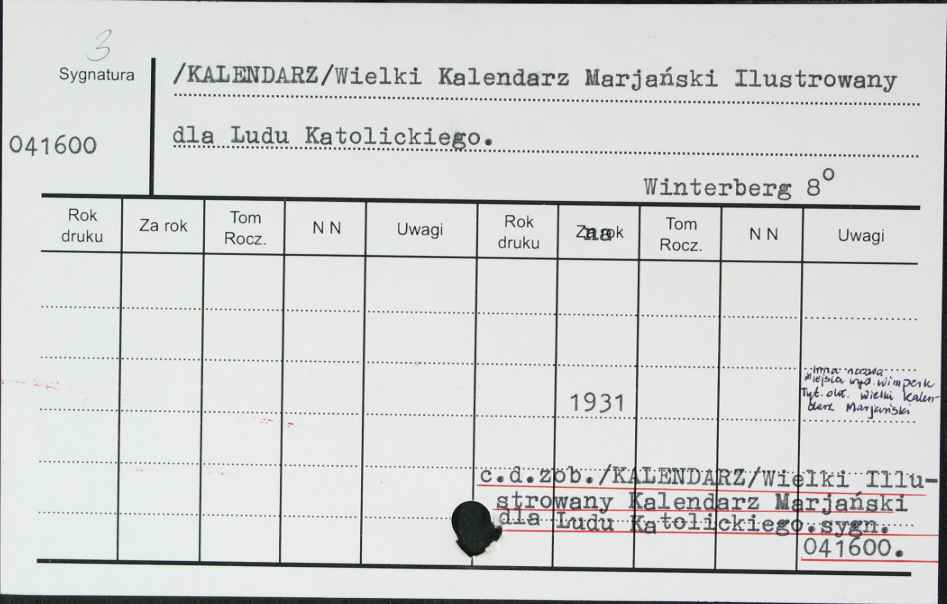 3
Sygnatura
/KALENDARZ/Wielki Kalendarz Marjański Ilustrowany
041600
dla Ludu Katolickiego.
Winterberg 8°
Rok druku Za rok Tom Rocz. N N Uwagi Rok druku Za rok na Tom Rocz. N N Uwagi
inna nazwa
miejsca wyd. Wimperk
Tyt. okł. Wielki Kalen-
darz Marjański
1931
c.d.zob./KALENDARZ/Wielki Illu-
strowany Kalendarz Marjański
dla Ludu Katolickiego.sygn.
041600.